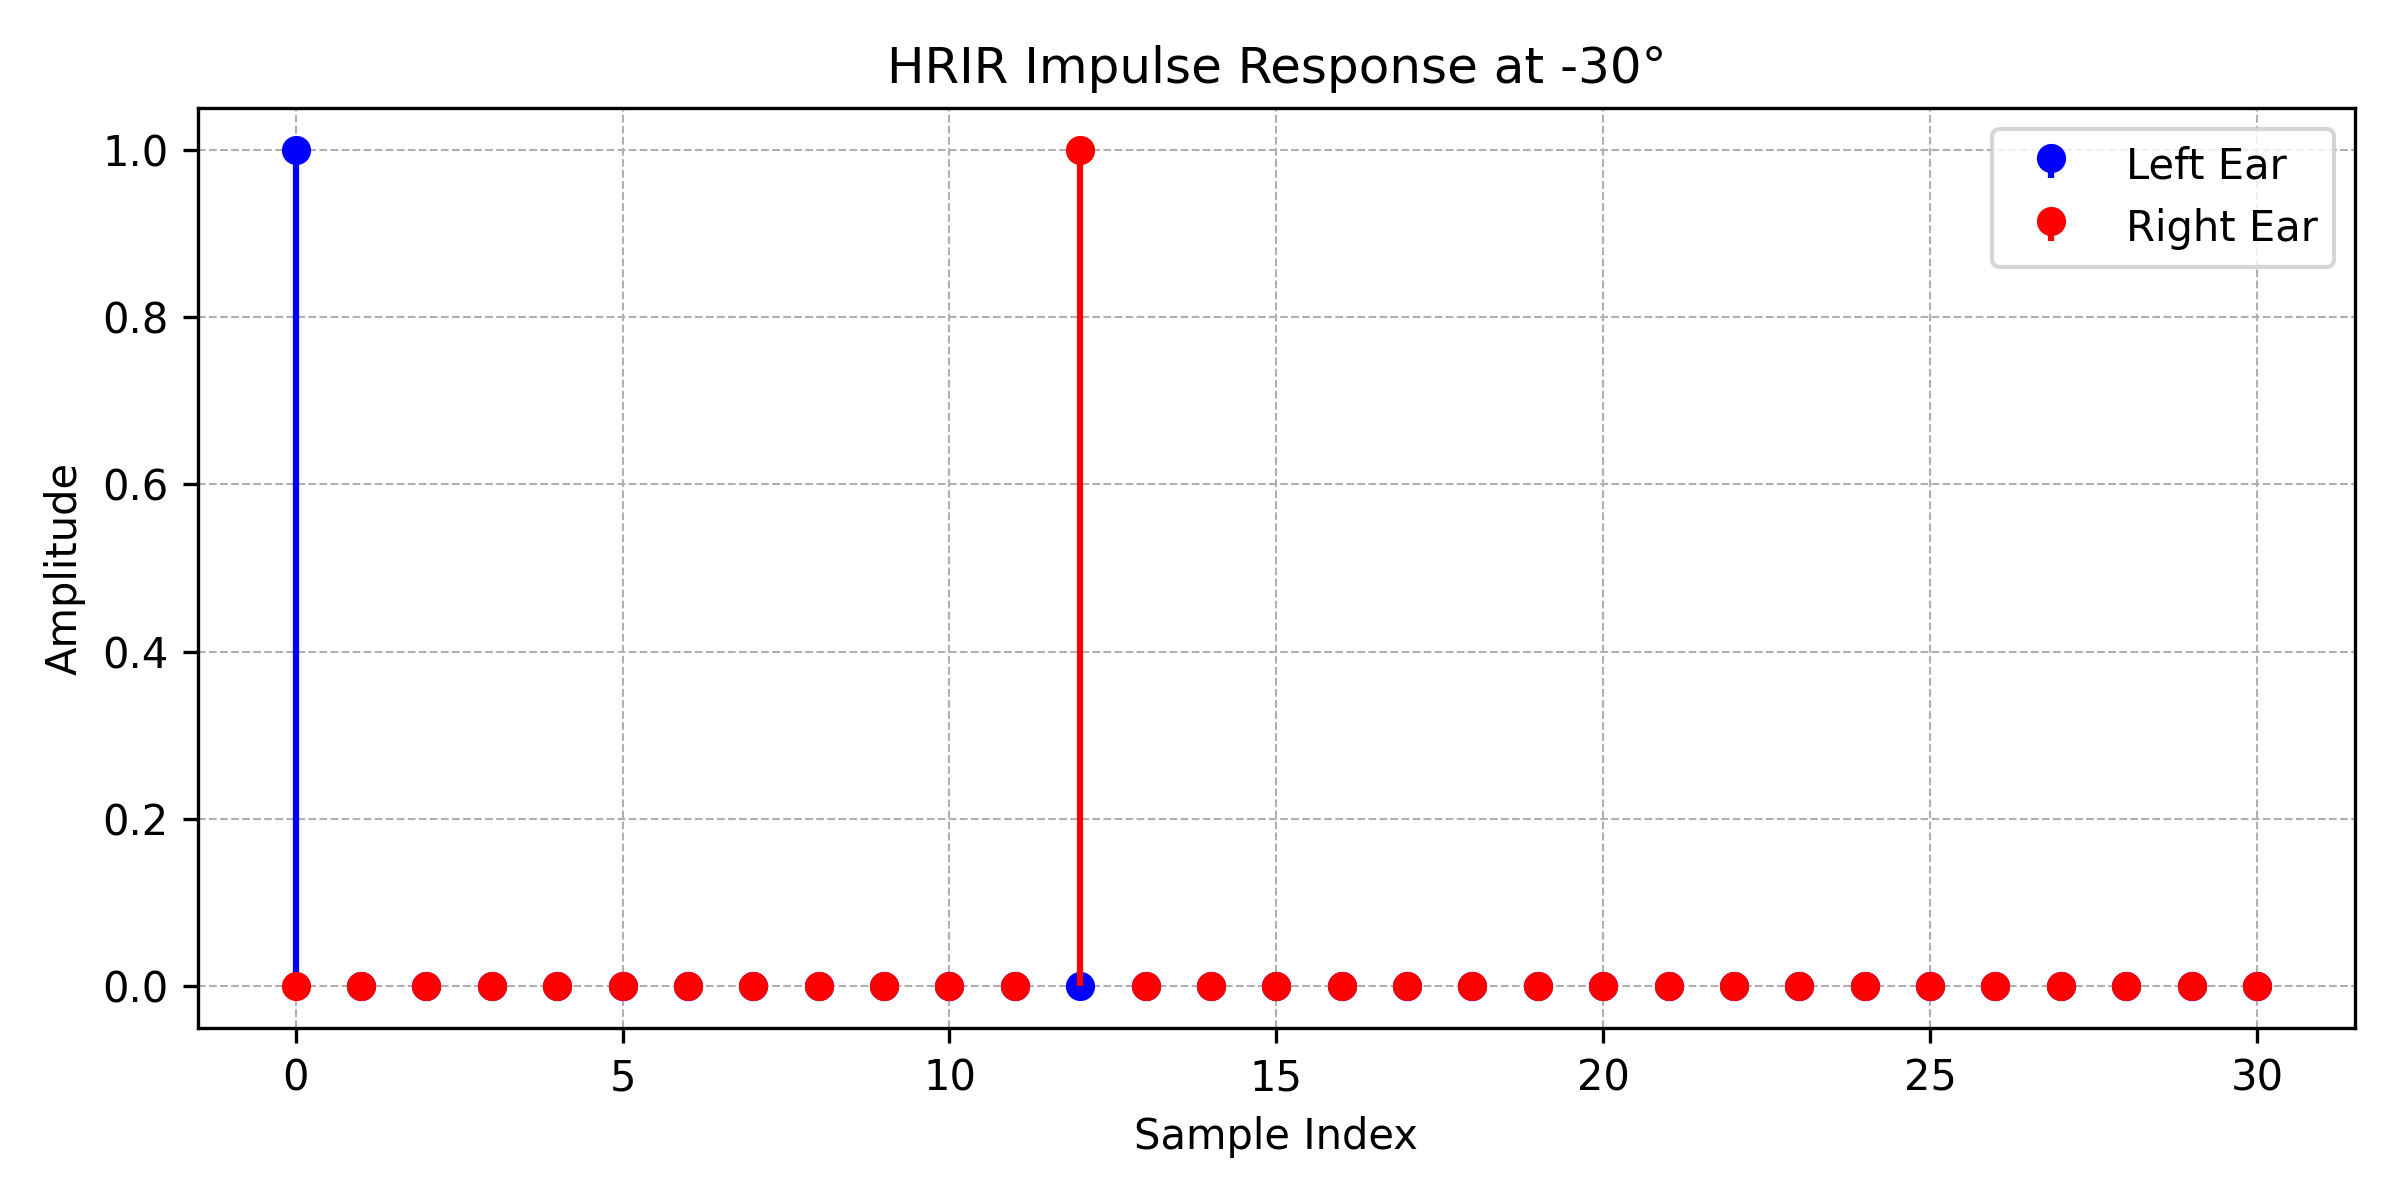 HRIR Impulse Response at -30°
Left Ear
Right Ear
Amplitude
1.0
0.8
0.6
0.4
0.2
0.0
0 5 10 15 20 25 30
Sample Index